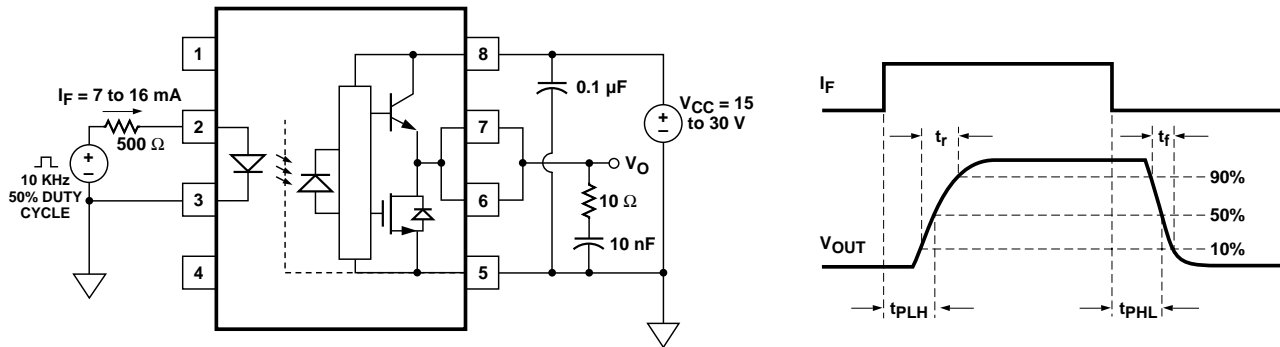 1
I_F = 7 to 16 mA
500 Ω
+
–
10 KHz
50% DUTY
CYCLE
2
3
4
8
7
6
5
0.1 µF
V_CC = 15
to 30 V
+
–
V_O
10 Ω
10 nF
I_F
t_r
t_f
90%
50%
10%
V_OUT
t_PLH
t_PHL